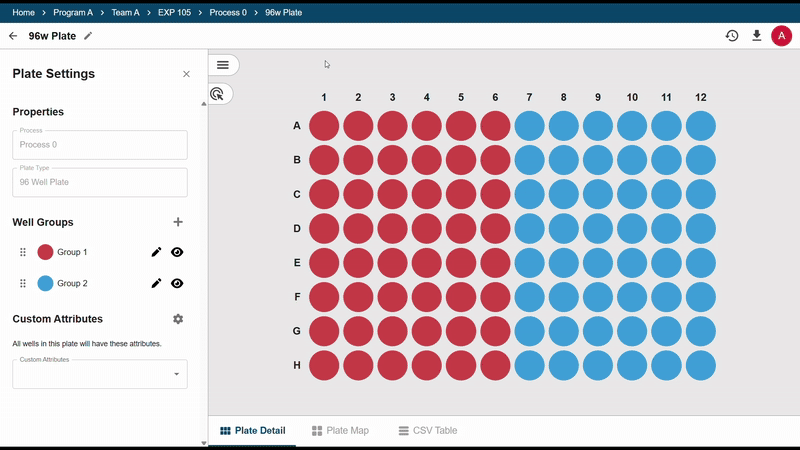 Home > Program A > Team A > EXP 105 > Process 0 > 96w Plate
96w Plate
A
Plate Settings
Properties
Process
Process 0
Plate Type
96 Well Plate
Well Groups
Group 1
Group 2
Custom Attributes
All wells in this plate will have these attributes.
Custom Attributes
1 2 3 4 5 6 7 8 9 10 11 12
A
B
C
D
E
F
G
H
Plate Detail
Plate Map
CSV Table